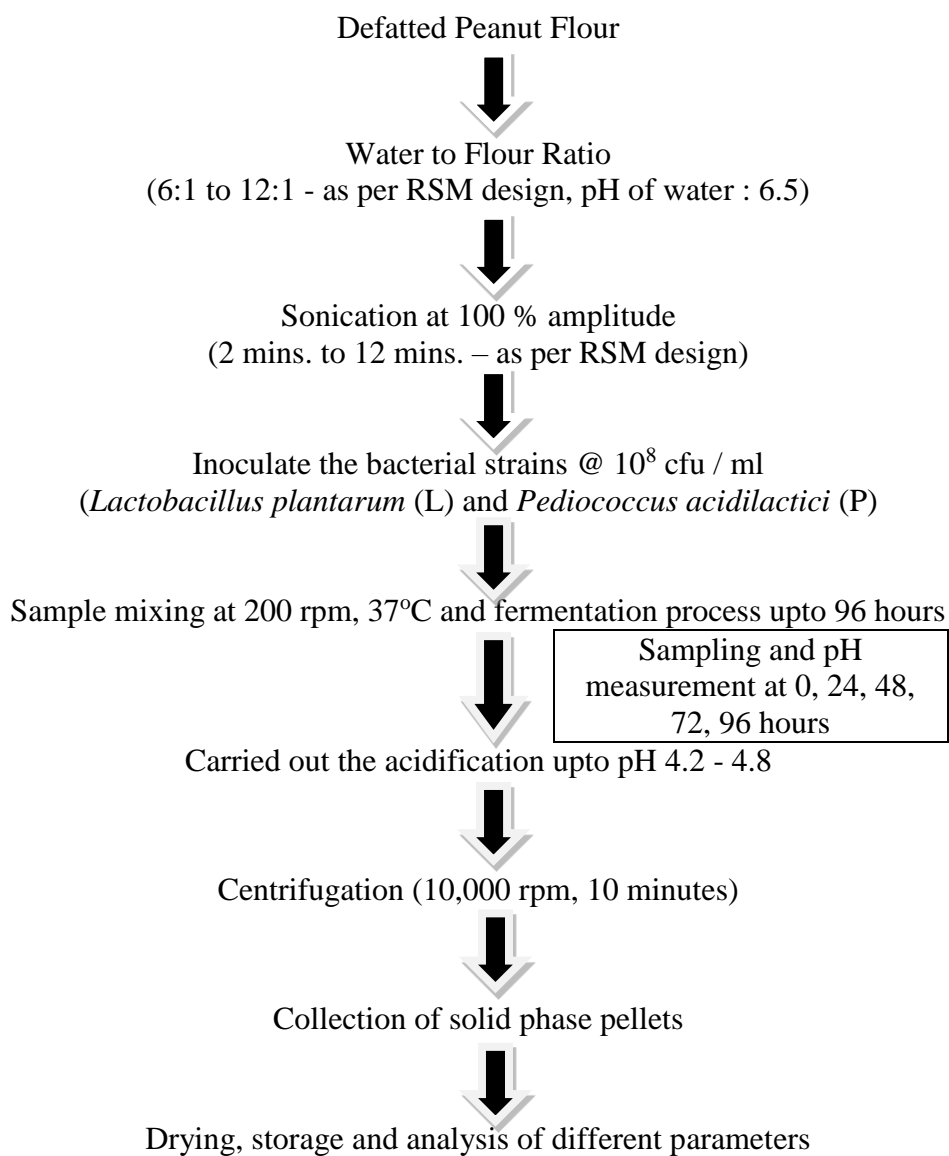 Defatted Peanut Flour
Water to Flour Ratio
(6:1 to 12:1 - as per RSM design, pH of water : 6.5)
Sonication at 100 % amplitude
(2 mins. to 12 mins. – as per RSM design)
Inoculate the bacterial strains @ 10⁸ cfu / ml
(Lactobacillus plantarum (L) and Pediococcus acidilactici (P)
Sample mixing at 200 rpm, 37°C and fermentation process upto 96 hours
Sampling and pH
measurement at 0, 24, 48,
72, 96 hours
Carried out the acidification upto pH 4.2 - 4.8
Centrifugation (10,000 rpm, 10 minutes)
Collection of solid phase pellets
Drying, storage and analysis of different parameters